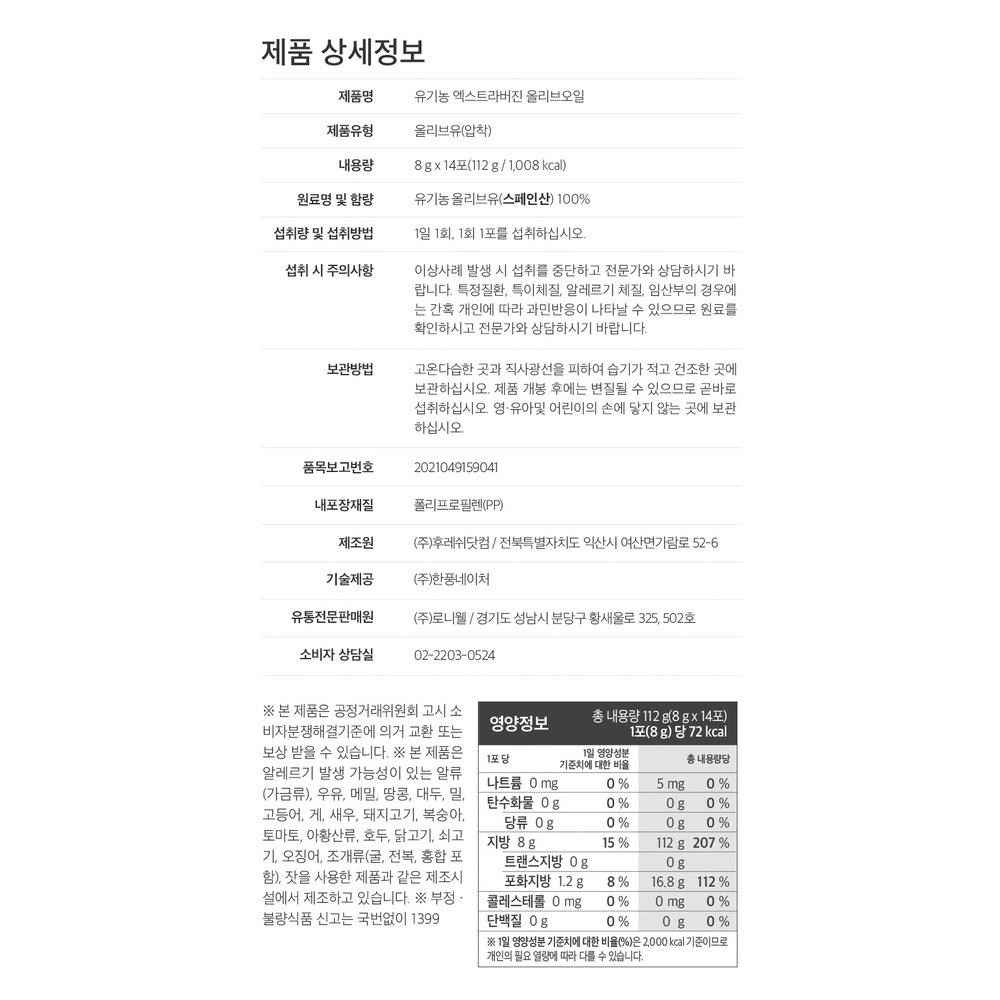 제품 상세정보
제품명 유기농 엑스트라버진 올리브오일
제품유형 올리브유(압착)
내용량 8 g x 14포(112 g / 1,008 kcal)
원료명 및 함량 유기농 올리브유(스페인산) 100%
섭취량 및 섭취방법 1일 1회, 1회 1포를 섭취하십시오.
섭취 시 주의사항 이상사례 발생 시 섭취를 중단하고 전문가와 상담하시기 바
랍니다. 특정질환, 특이체질, 알레르기 체질, 임산부의 경우에
는 간혹 개인에 따라 과민반응이 나타날 수 있으므로 원료를
확인하시고 전문가와 상담하시기 바랍니다.
보관방법 고온다습한 곳과 직사광선을 피하여 습기가 적고 건조한 곳에
보관하십시오. 제품 개봉 후에는 변질될 수 있으므로 곧바로
섭취하십시오. 영·유아및 어린이의 손에 닿지 않는 곳에 보관
하십시오.
품목보고번호 2021049159041
내포장재질 폴리프로필렌(PP)
제조원 (주)후레쉬닷컴 / 전북특별자치도 익산시 여산면가람로 52-6
기술제공 (주)한풍네이처
유통전문판매원 (주)로니웰 / 경기도 성남시 분당구 황새울로 325, 502호
소비자 상담실 02-2203-0524
※ 본 제품은 공정거래위원회 고시 소
비자분쟁해결기준에 의거 교환 또는
보상 받을 수 있습니다. ※ 본 제품은
알레르기 발생 가능성이 있는 알류
(가금류), 우유, 메밀, 땅콩, 대두, 밀,
고등어, 게, 새우, 돼지고기, 복숭아,
토마토, 아황산류, 호두, 닭고기, 쇠고
기, 오징어, 조개류(굴, 전복, 홍합 포
함), 잣을 사용한 제품과 같은 제조시
설에서 제조하고 있습니다. ※ 부정·
불량식품 신고는 국번없이 1399
영양정보
총 내용량 112 g(8 g x 14포)
1포(8 g) 당 72 kcal
1포 당 1일 영양성분 기준치에 대한 비율 총 내용량당
나트륨 0 mg 0 % 5 mg 0 %
탄수화물 0 g 0 % 0 g 0 %
당류 0 g 0 % 0 g 0 %
지방 8 g 15 % 112 g 207 %
트랜스지방 0 g 0 g
포화지방 1.2 g 8 % 16.8 g 112 %
콜레스테롤 0 mg 0 % 0 mg 0 %
단백질 0 g 0 % 0 g 0 %
※ 1일 영양성분 기준치에 대한 비율(%)은 2,000 kcal 기준이므로
개인의 필요 열량에 따라 다를 수 있습니다.